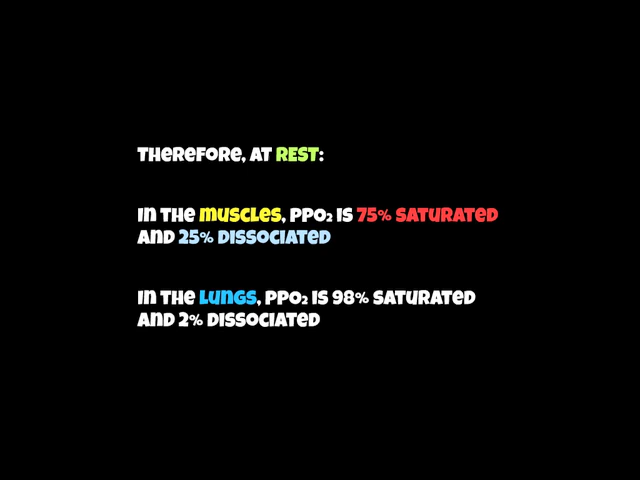 Therefore, at REST:
In the muscles, ppO₂ is 75% saturated
and 25% dissociated
In the lungs, ppO₂ is 98% saturated
and 2% dissociated